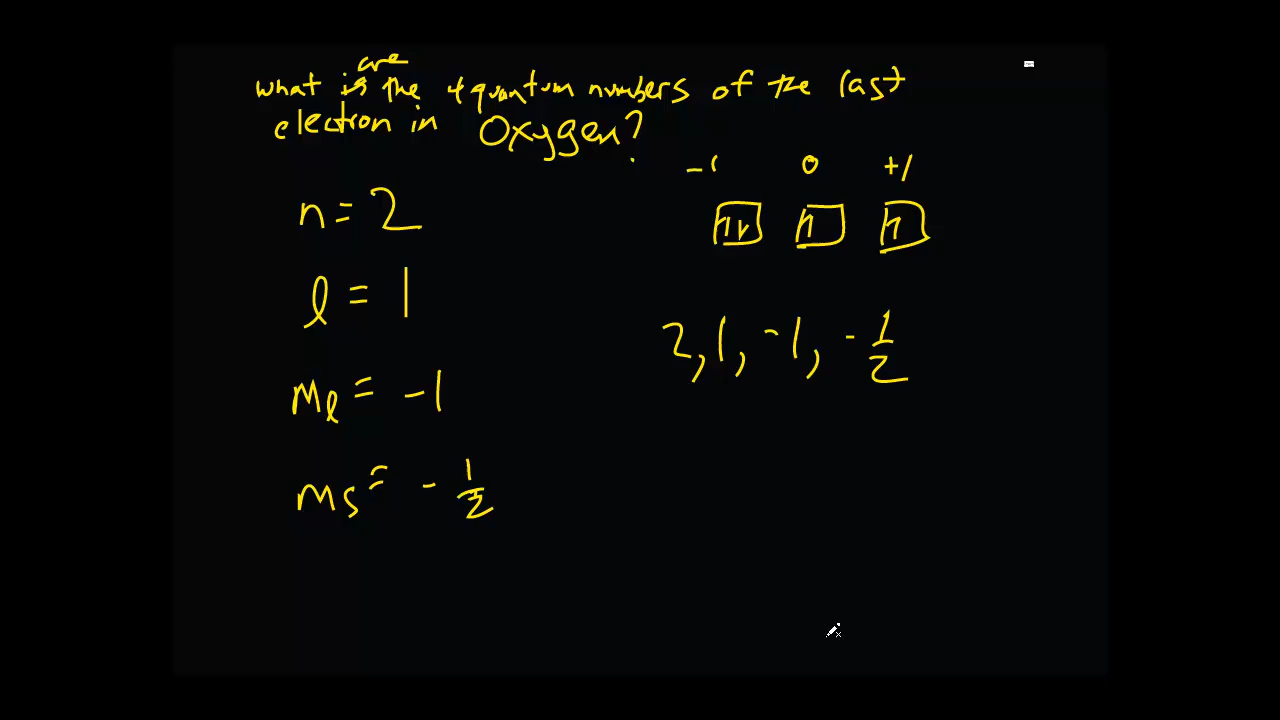 are
what is the 4 quantum numbers of the last
electron in Oxygen?
-1 0 +1
n = 2
l = 1
2, 1, -1, -1/2
ml = -1
ms = -1/2